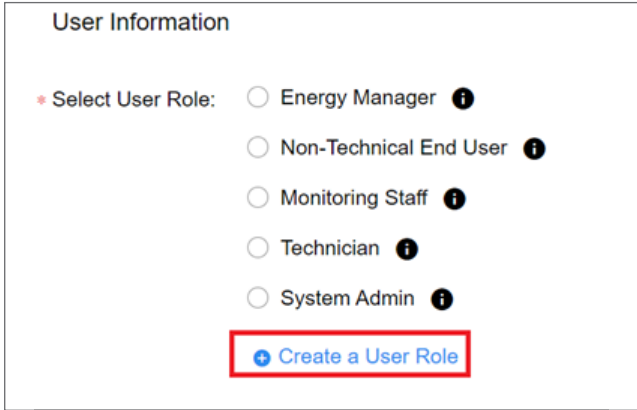 User Information
* Select User Role:
Energy Manager
Non-Technical End User
Monitoring Staff
Technician
System Admin
Create a User Role